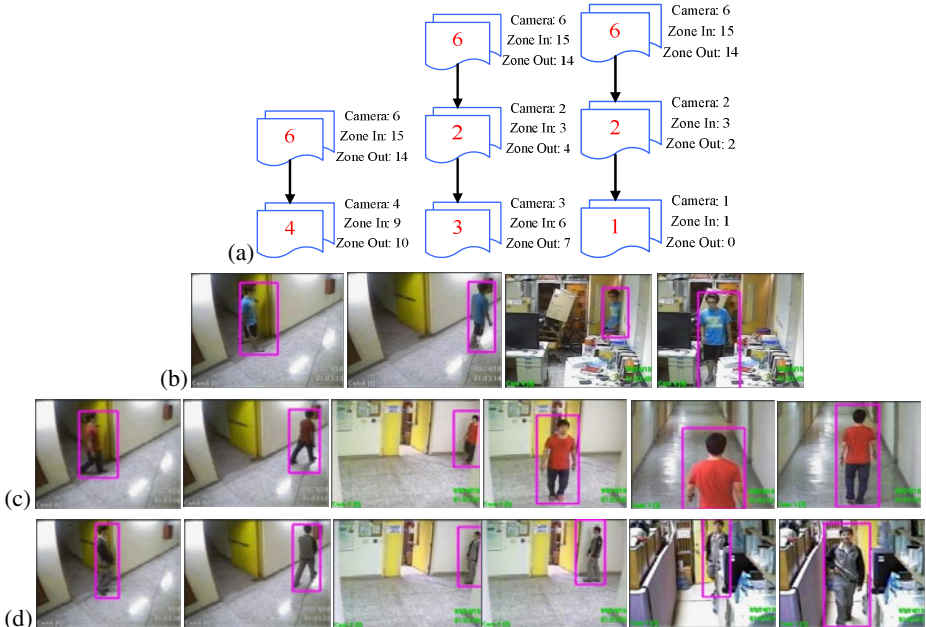 6
Camera: 6
Zone In: 15
Zone Out: 14
4
Camera: 4
Zone In: 9
Zone Out: 10
6
Camera: 6
Zone In: 15
Zone Out: 14
2
Camera: 2
Zone In: 3
Zone Out: 4
3
Camera: 3
Zone In: 6
Zone Out: 7
6
Camera: 6
Zone In: 15
Zone Out: 14
2
Camera: 2
Zone In: 3
Zone Out: 2
1
Camera: 1
Zone In: 1
Zone Out: 0
(a)
(b)
(c)
(d)